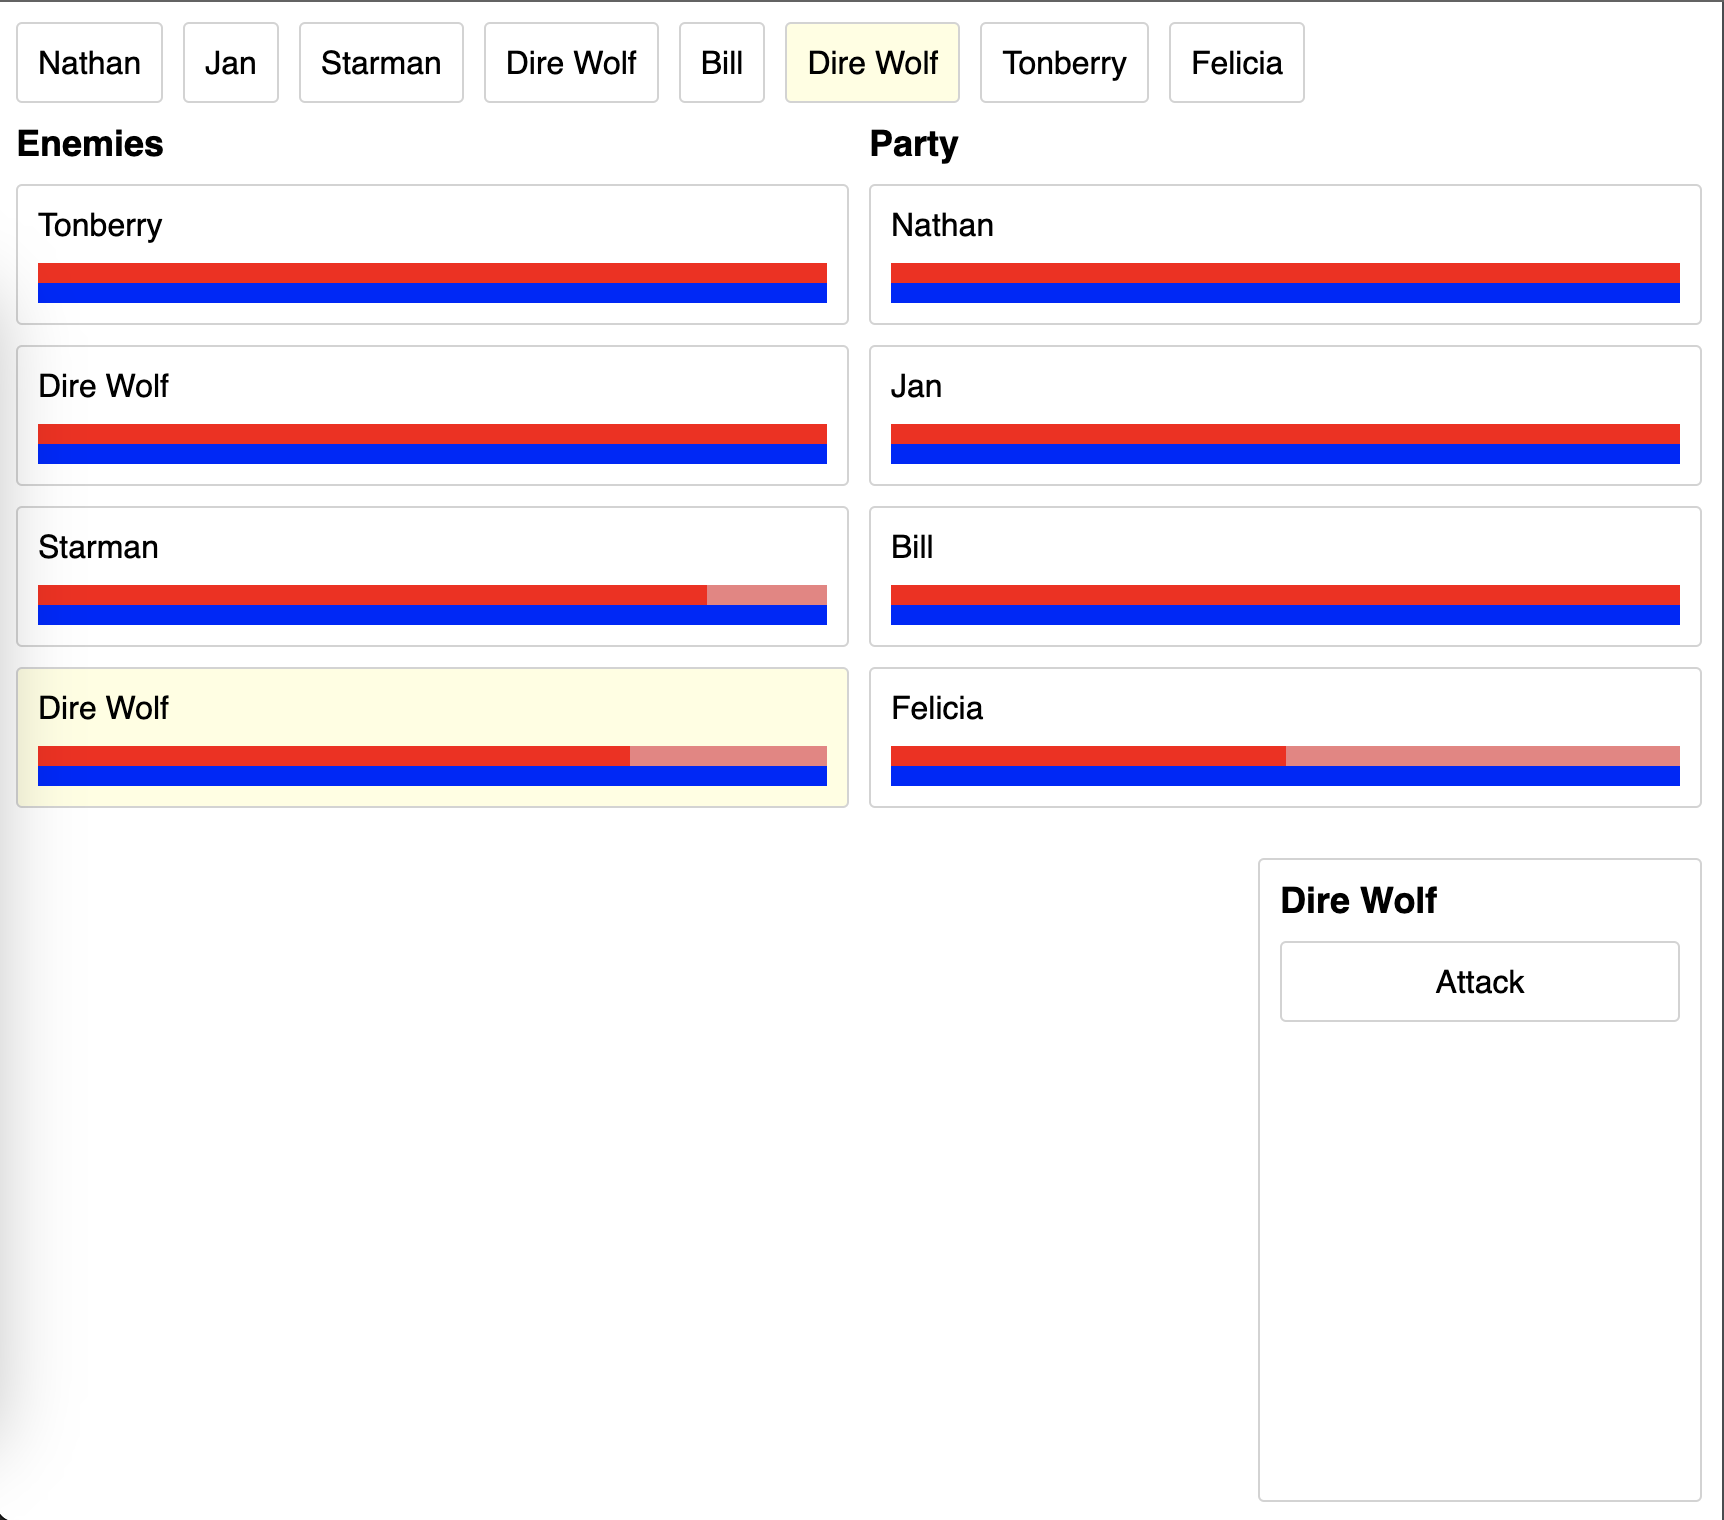 Nathan Jan Starman Dire Wolf Bill Dire Wolf Tonberry Felicia
Enemies
Tonberry
Dire Wolf
Starman
Dire Wolf
Party
Nathan
Jan
Bill
Felicia
Dire Wolf
Attack